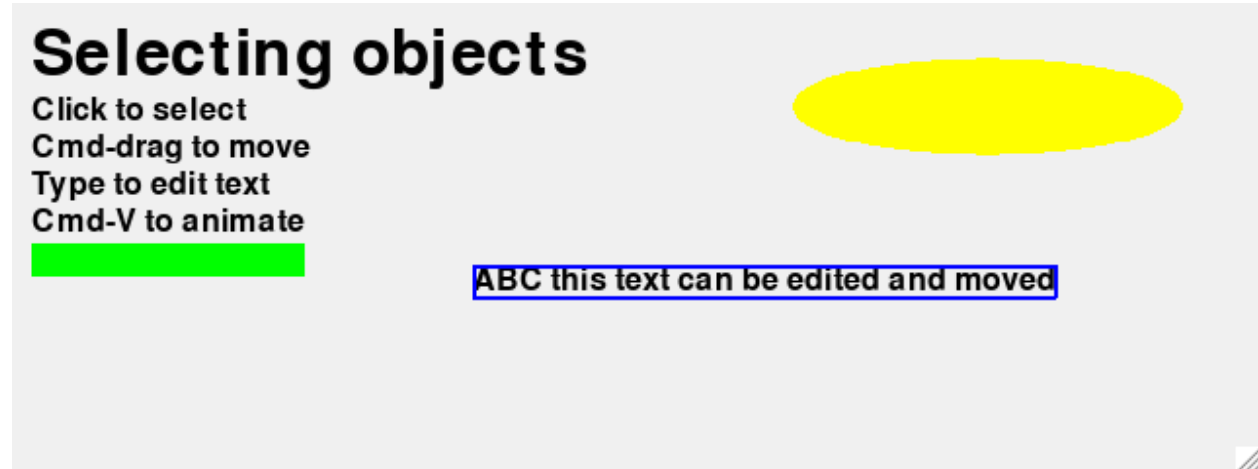 Selecting objects
Click to select
Cmd-drag to move
Type to edit text
Cmd-V to animate
ABC this text can be edited and moved